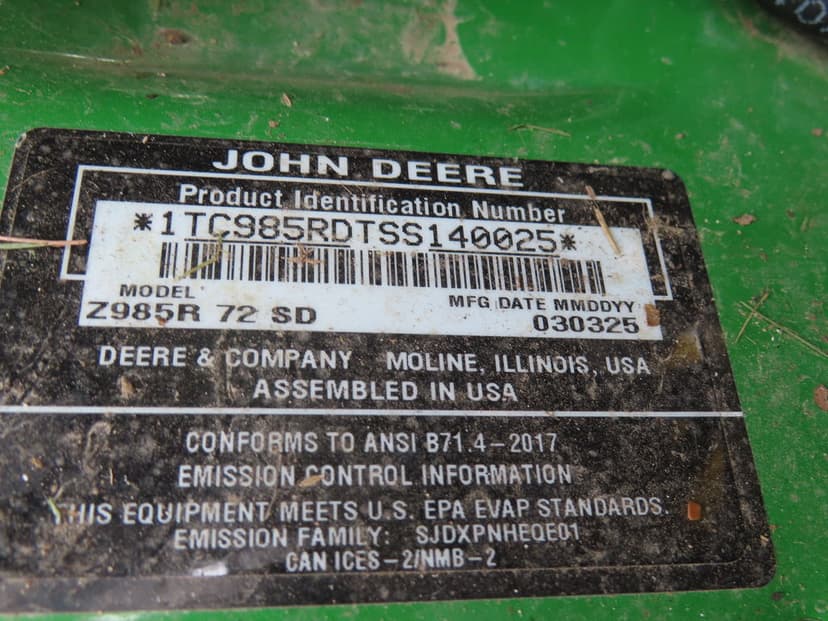 JOHN DEERE
Product Identification Number
*1TC985RDTSS140025*
MODEL
MFG DATE MMDDYY
Z985R 72 SD
030325
DEERE & COMPANY MOLINE, ILLINOIS, USA
ASSEMBLED IN USA
CONFORMS TO ANSI B71.4-2017
EMISSION CONTROL INFORMATION
THIS EQUIPMENT MEETS U.S. EPA EVAP STANDARDS.
EMISSION FAMILY: SJDXPNHEQE01
CAN ICES-2/NMB-2